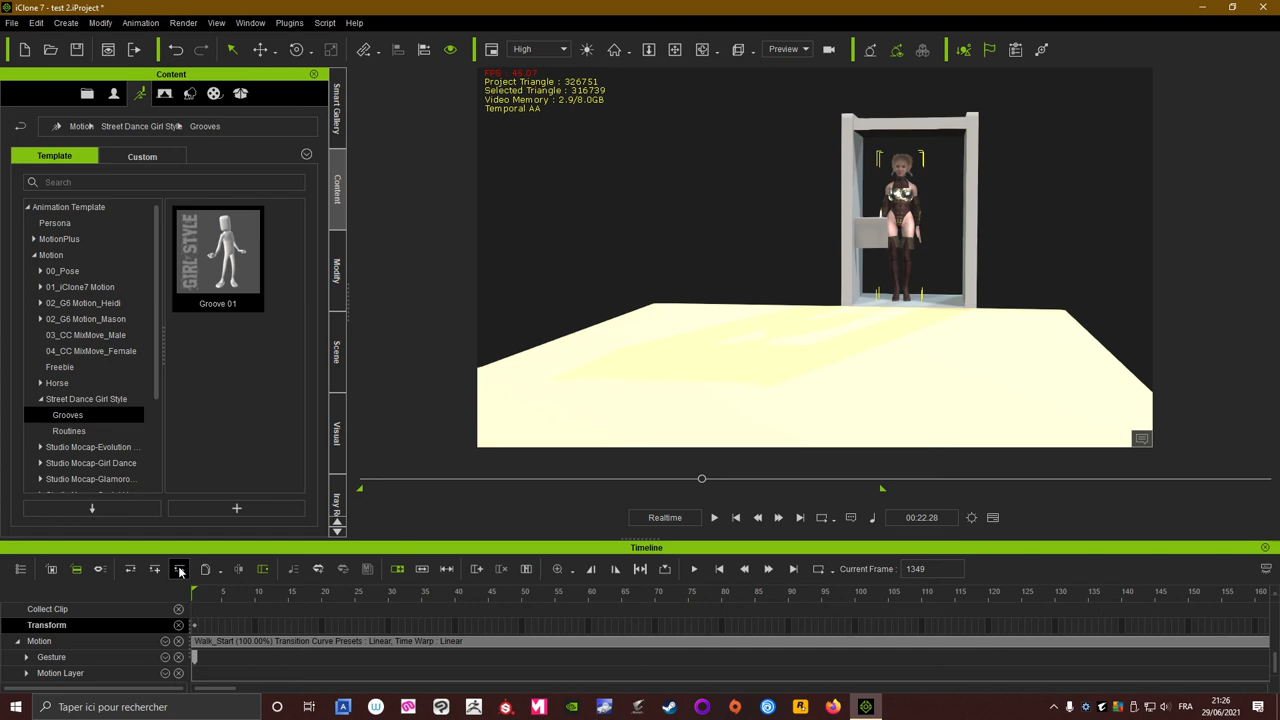 iClone 7 - test 2.iProject *
File Edit Create Modify Animation Render Window Plugins Script Help
High Preview
Content
Motion Street Dance Girl Style Grooves
Template Custom
Search
Animation Template
Persona
MotionPlus
Motion
00_Pose
01_iClone7 Motion
02_G6 Motion_Heidi
02_G6 Motion_Mason
03_CC MixMove_Male
04_CC MixMove_Female
Freebie
Horse
Street Dance Girl Style
Grooves
Routines
Studio Mocap-Evolution ...
Studio Mocap-Girl Dance
Studio Mocap-Glamoro...
GIRL STYLE
Groove 01
Smart Gallery
Content
Modify
Scene
Visual
Iray R
FPS : 45.07
Project Triangle : 326751
Selected Triangle : 316739
Video Memory : 2.9/8.0GB
Temporal AA
Realtime 00:22.28
Timeline
Current Frame : 1349
5 10 15 20 25 30 35 40 45 50 55 60 65 70 75 80 85 90 95 100 105 110 115 120 125 130 135 140 145 150 155 160
Collect Clip
Transform
Motion Walk_Start (100.00%) Transition Curve Presets : Linear, Time Warp : Linear
Gesture
Motion Layer
Taper ici pour rechercher
FRA
21:26
29/06/2021